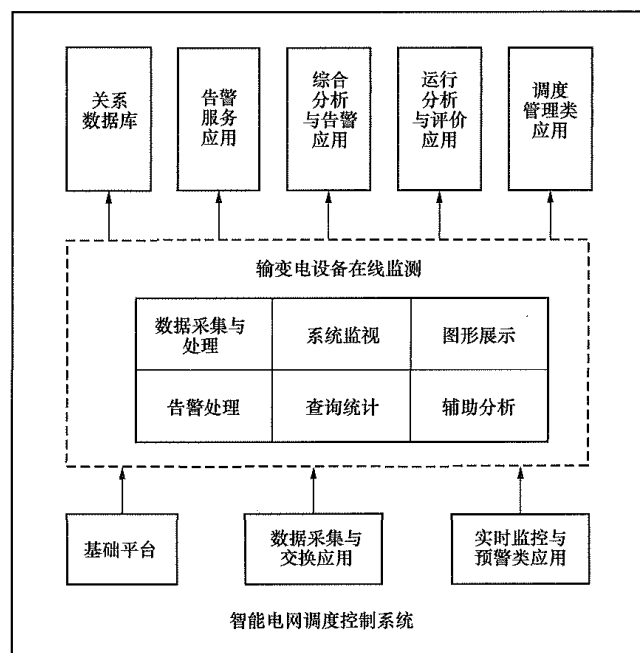 关系
数据库
告警
服务
应用
综合
分析
与告警
应用
运行
分析
与评价
应用
调度
管理类
应用
输变电设备在线监测
数据采集与
处理
系统监视
图形展示
告警处理
查询统计
辅助分析
基础平台
数据采集与
交换应用
实时监控与
预警类应用
智能电网调度控制系统